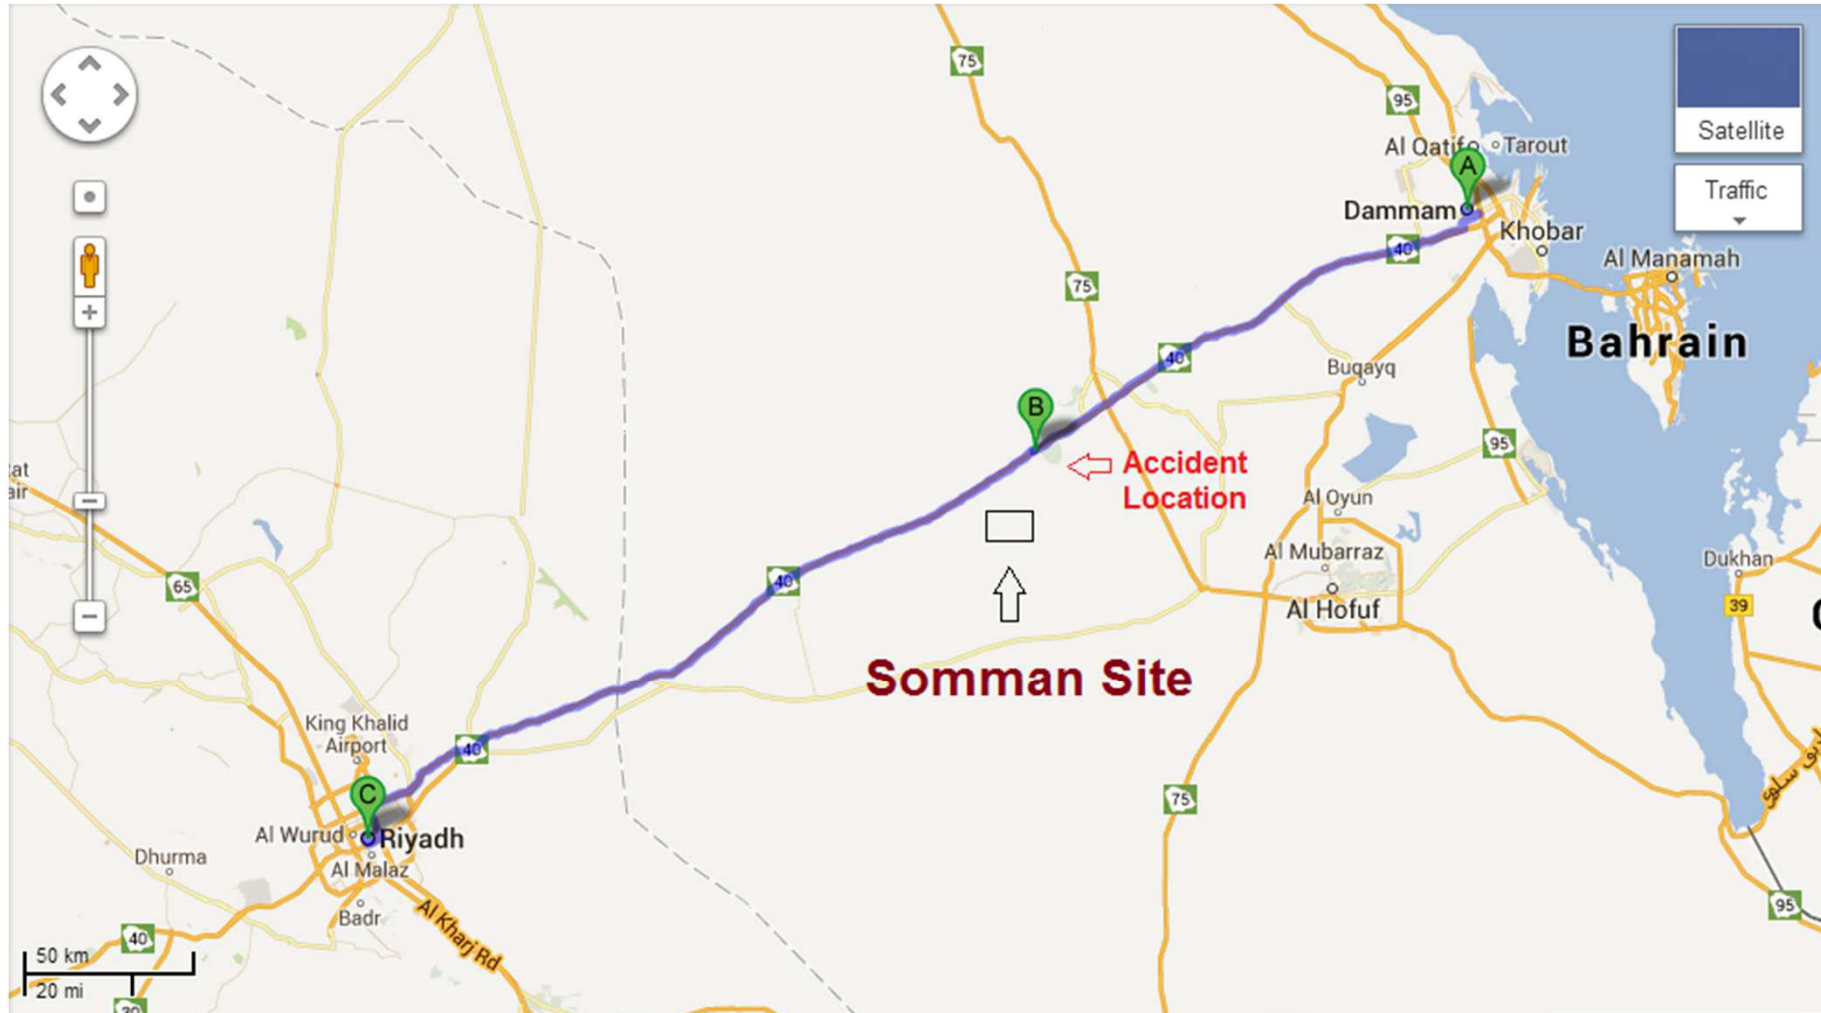 75
95
Satellite
Traffic
Al Qatif
Tarout
A
Dammam
Khobar
40
Al Manamah
75
Bahrain
40
Buqayq
B
Accident
Location
95
Al Oyun
Al Mubarraz
Al Hofuf
Dukhan
39
65
40
Somman Site
King Khalid
Airport
40
C
Al Wurud
Riyadh
Al Malaz
Dhurma
Badr
Al Kharj Rd
75
95
40
50 km
20 mi